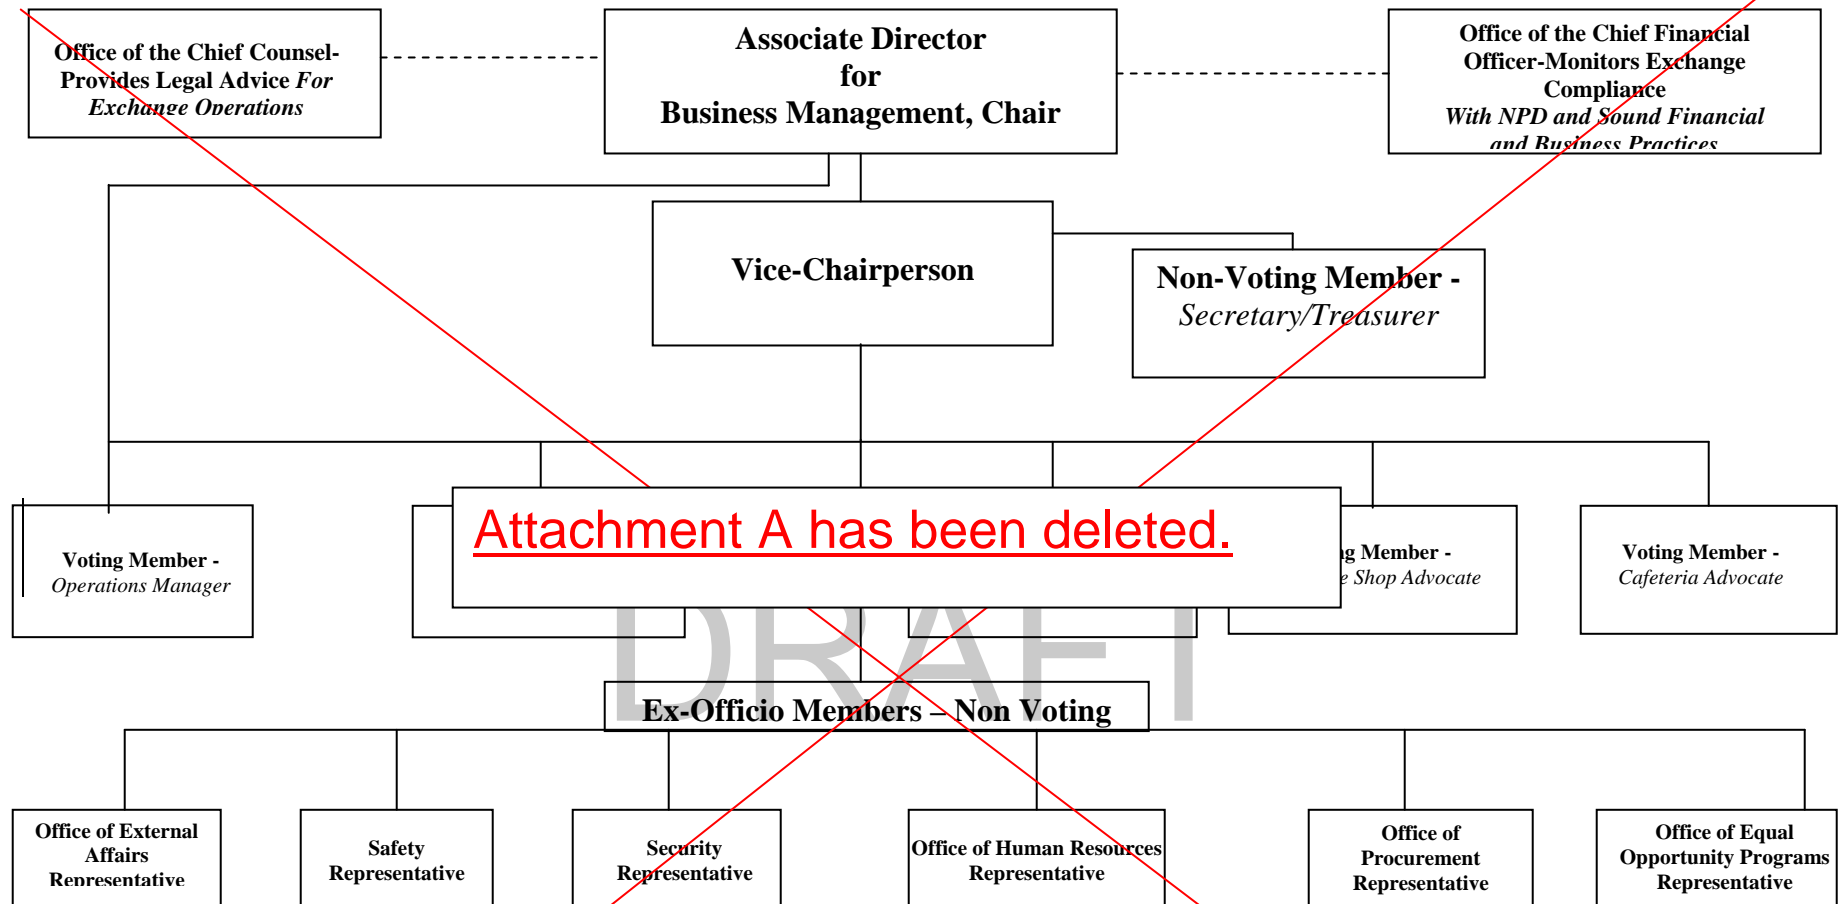 Office of the Chief Counsel-
Provides Legal Advice For
Exchange Operations
Associate Director
for
Business Management, Chair
Office of the Chief Financial
Officer-Monitors Exchange
Compliance
With NPD and Sound Financial
and Business Practices
Vice-Chairperson
Non-Voting Member -
Secretary/Treasurer
Attachment A has been deleted.
Voting Member -
Operations Manager
Member -
Shop Advocate
Voting Member -
Cafeteria Advocate
DRAFT
Ex-Officio Members – Non Voting
Office of External
Affairs
Representative
Safety
Representative
Security
Representative
Office of Human Resources
Representative
Office of
Procurement
Representative
Office of Equal
Opportunity Programs
Representative